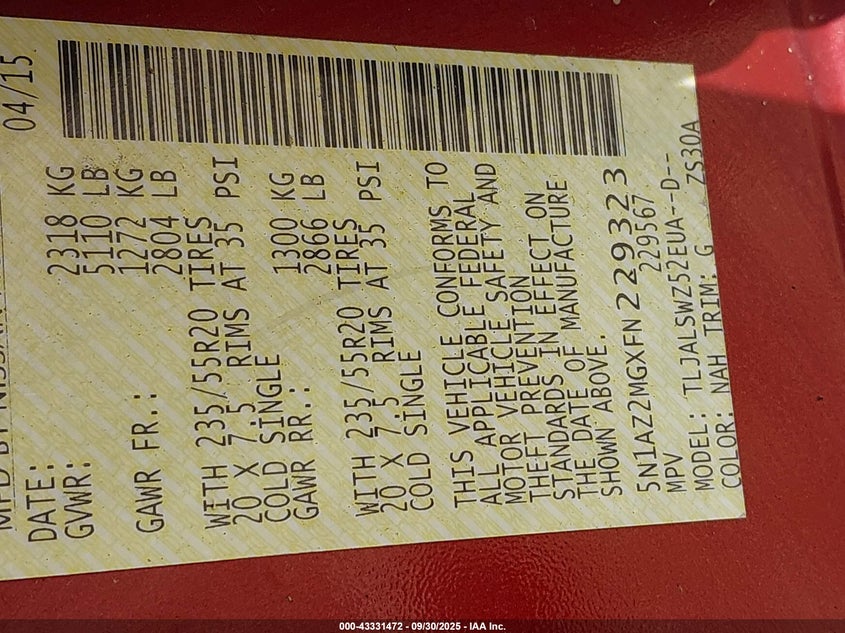 MFD BY NISSAN
DATE: 04/15
GVWR: 2318 KG
5110 LB
GAWR FR.: 1272 KG
2804 LB
WITH 235/55R20 TIRES
20 X 7.5 RIMS AT 35 PSI
COLD SINGLE
GAWR RR.: 1300 KG
2866 LB
WITH 235/55R20 TIRES
20 X 7.5 RIMS AT 35 PSI
COLD SINGLE
THIS VEHICLE CONFORMS TO
ALL APPLICABLE FEDERAL
MOTOR VEHICLE SAFETY AND
THEFT PREVENTION
STANDARDS IN EFFECT ON
THE DATE OF MANUFACTURE
SHOWN ABOVE.
5N1AZ2MGXFN229323
MPV 229567
MODEL: TLJALSWZ52EUA--D--
COLOR: NAH TRIM: G ZS30A
000-43331472 - 09/30/2025 - IAA Inc.